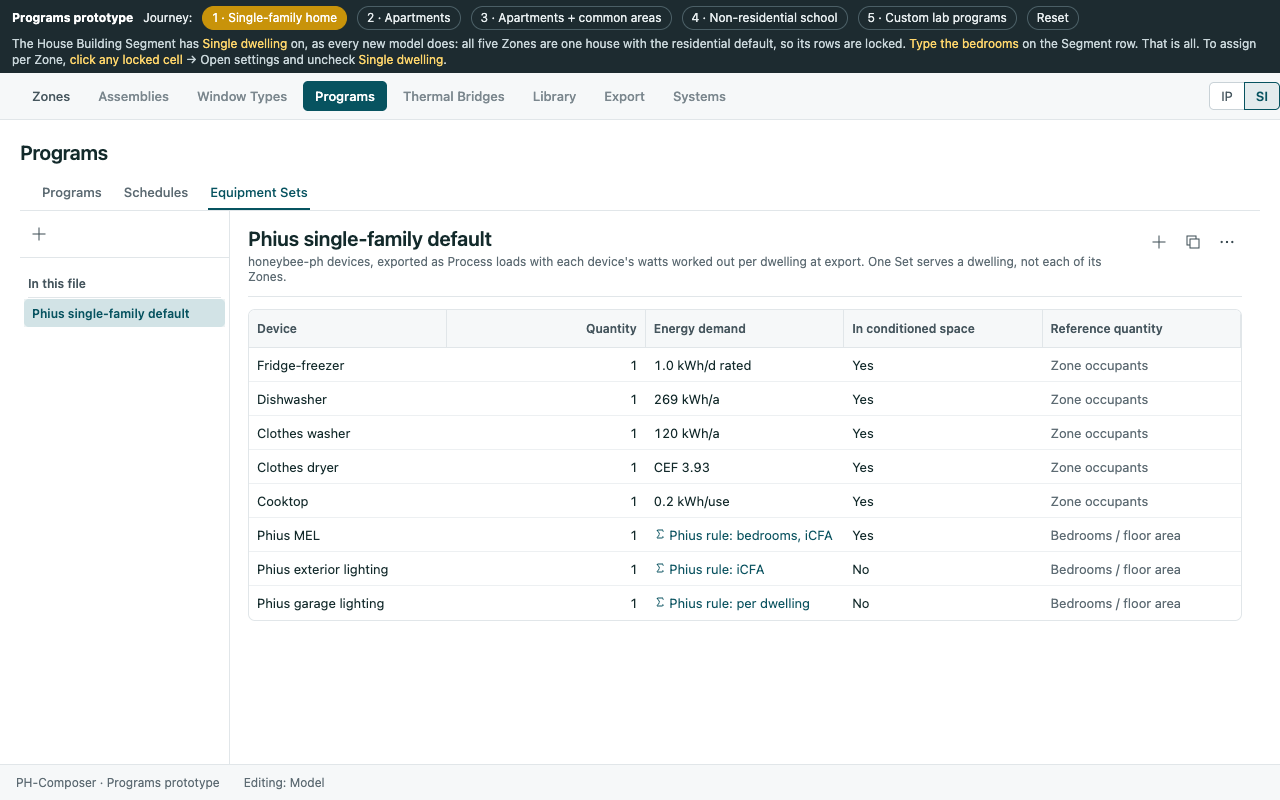 Programs prototype Journey: 1 · Single-family home 2 · Apartments 3 · Apartments + common areas 4 · Non-residential school 5 · Custom lab programs Reset
The House Building Segment has Single dwelling on, as every new model does: all five Zones are one house with the residential default, so its rows are locked. Type the bedrooms on the Segment row. That is all. To assign
per Zone, click any locked cell → Open settings and uncheck Single dwelling.
Zones Assemblies Window Types Programs Thermal Bridges Library Export Systems IP SI
Programs
Programs Schedules Equipment Sets
In this file
Phius single-family default
Phius single-family default
honeybee-ph devices, exported as Process loads with each device's watts worked out per dwelling at export. One Set serves a dwelling, not each of its
Zones.
Device Quantity Energy demand In conditioned space Reference quantity
Fridge-freezer 1 1.0 kWh/d rated Yes Zone occupants
Dishwasher 1 269 kWh/a Yes Zone occupants
Clothes washer 1 120 kWh/a Yes Zone occupants
Clothes dryer 1 CEF 3.93 Yes Zone occupants
Cooktop 1 0.2 kWh/use Yes Zone occupants
Phius MEL 1 Σ Phius rule: bedrooms, iCFA Yes Bedrooms / floor area
Phius exterior lighting 1 Σ Phius rule: iCFA No Bedrooms / floor area
Phius garage lighting 1 Σ Phius rule: per dwelling No Bedrooms / floor area
PH-Composer · Programs prototype Editing: Model